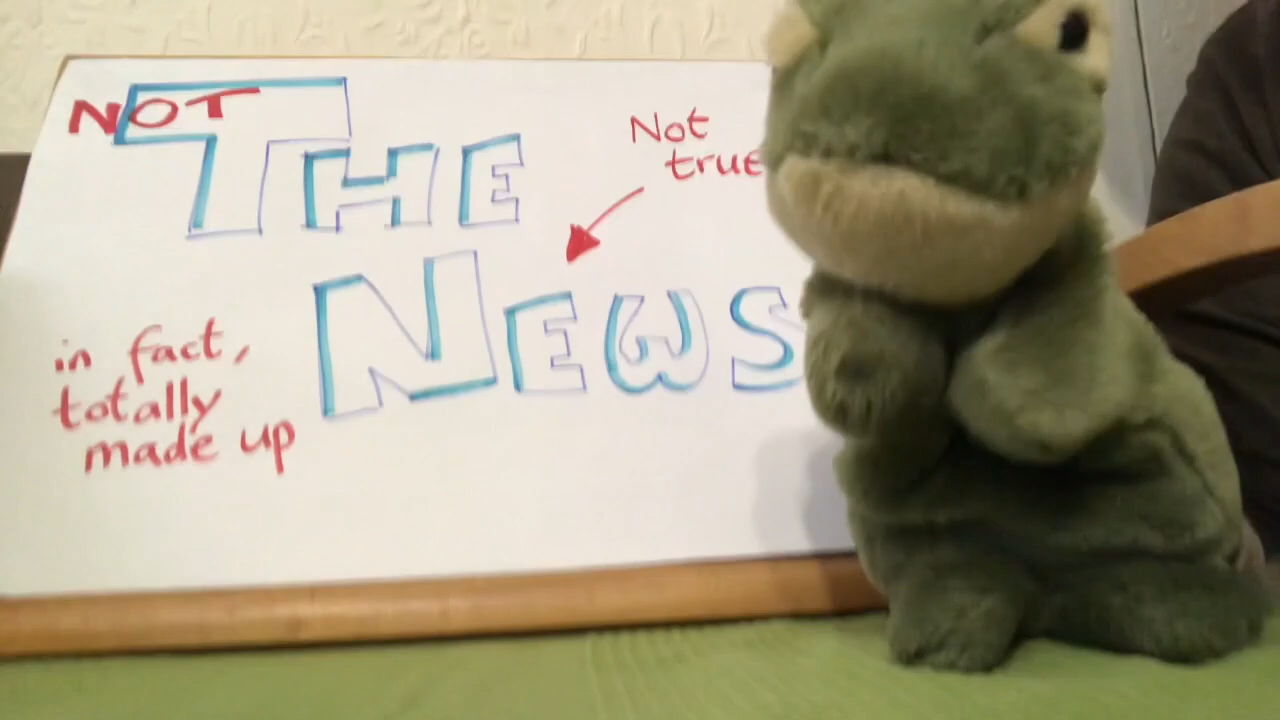 NOT
THE
NEWS
Not
true
in fact,
totally
made up